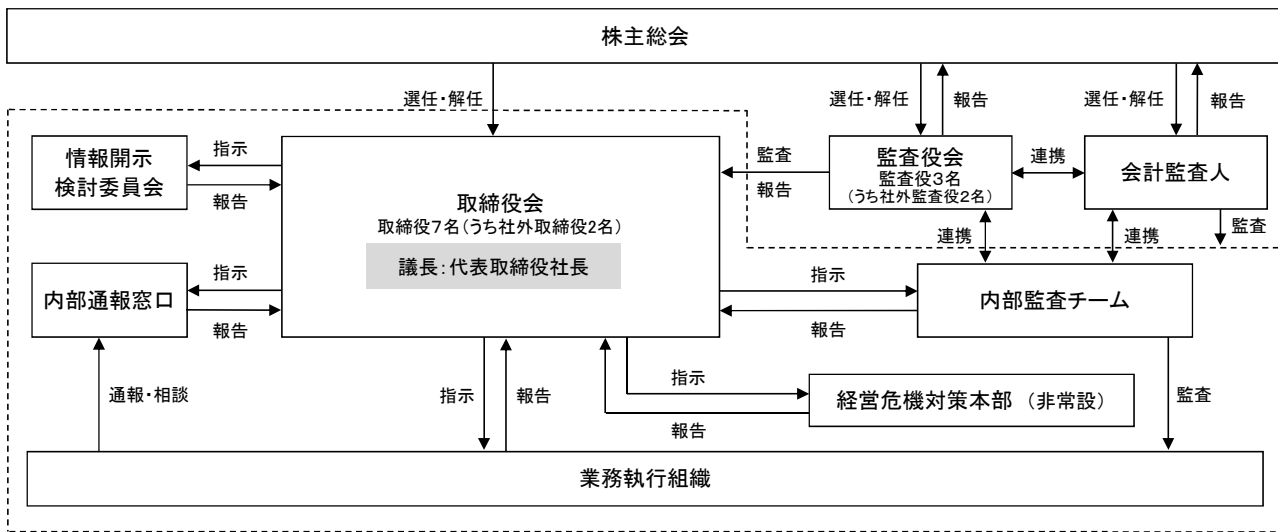 株主総会
選任・解任
選任・解任
報告
選任・解任
報告
情報開示
検討委員会
指示
報告
取締役会
取締役7名(うち社外取締役2名)
議長:代表取締役社長
監査
報告
監査役会
監査役3名
(うち社外監査役2名)
連携
会計監査人
連携
連携
監査
内部通報窓口
指示
報告
指示
報告
内部監査チーム
通報・相談
指示
報告
指示
報告
経営危機対策本部 (非常設)
監査
業務執行組織